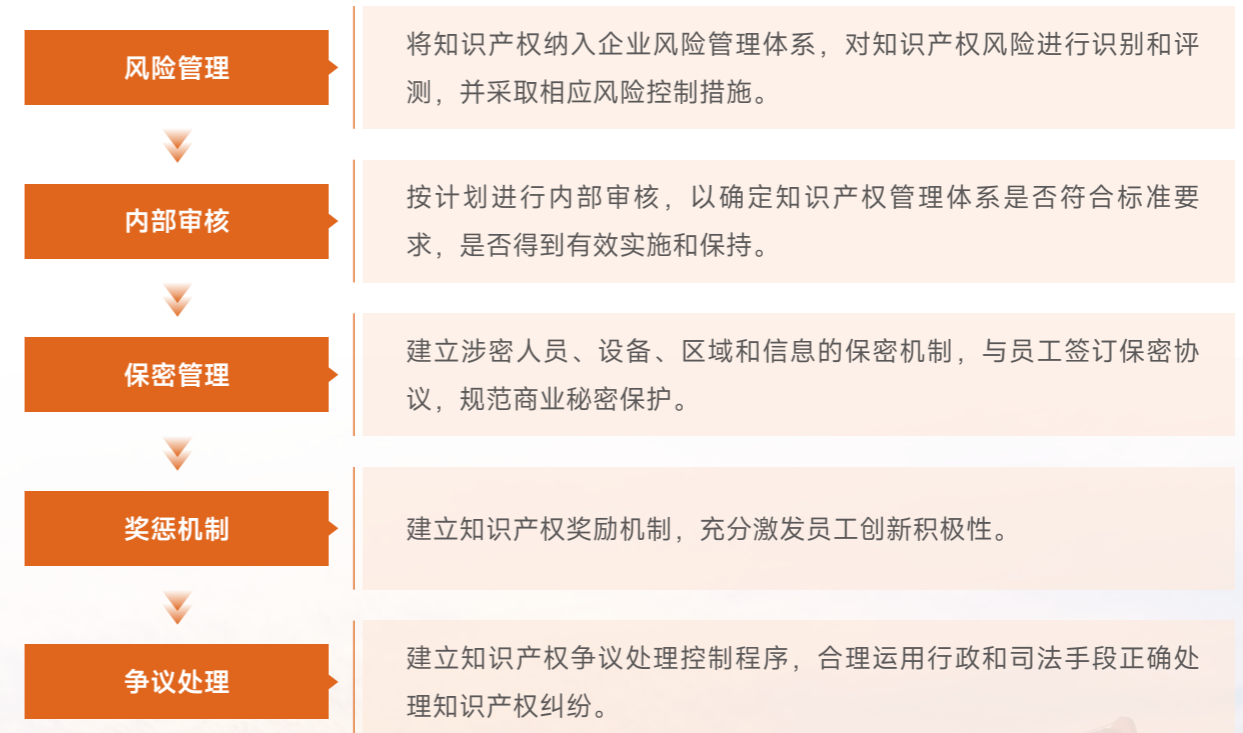 风险管理
将知识产权纳入企业风险管理体系，对知识产权风险进行识别和评
测，并采取相应风险控制措施。
内部审核
按计划进行内部审核，以确定知识产权管理体系是否符合标准要
求，是否得到有效实施和保持。
保密管理
建立涉密人员、设备、区域和信息的保密机制，与员工签订保密协
议，规范商业秘密保护。
奖惩机制
建立知识产权奖励机制，充分激发员工创新积极性。
争议处理
建立知识产权争议处理控制程序，合理运用行政和司法手段正确处
理知识产权纠纷。